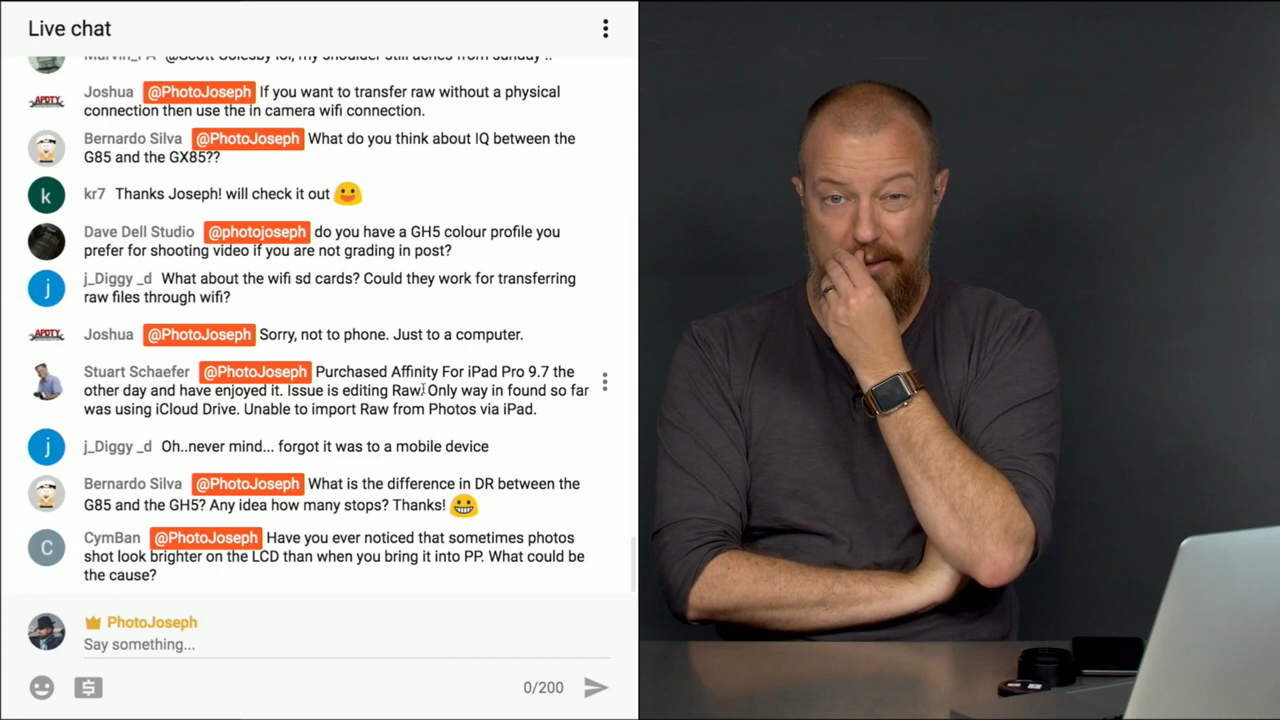 Live chat
Joshua @PhotoJoseph If you want to transfer raw without a physical
connection then use the in camera wifi connection.
Bernardo Silva @PhotoJoseph What do you think about IQ between the
G85 and the GX85??
k
kr7 Thanks Joseph! will check it out
Dave Dell Studio @photojoseph do you have a GH5 colour profile you
prefer for shooting video if you are not grading in post?
j
j_Diggy _d What about the wifi sd cards? Could they work for transferring
raw files through wifi?
APDTY
Joshua @PhotoJoseph Sorry, not to phone. Just to a computer.
Stuart Schaefer @PhotoJoseph Purchased Affinity For iPad Pro 9.7 the
other day and have enjoyed it. Issue is editing Raw. Only way in found so far
was using iCloud Drive. Unable to import Raw from Photos via iPad.
j
j_Diggy _d Oh..never mind... forgot it was to a mobile device
Bernardo Silva @PhotoJoseph What is the difference in DR between the
G85 and the GH5? Any idea how many stops? Thanks!
C
CymBan @PhotoJoseph Have you ever noticed that sometimes photos
shot look brighter on the LCD than when you bring it into PP. What could be
the cause?
PhotoJoseph
Say something...
0/200